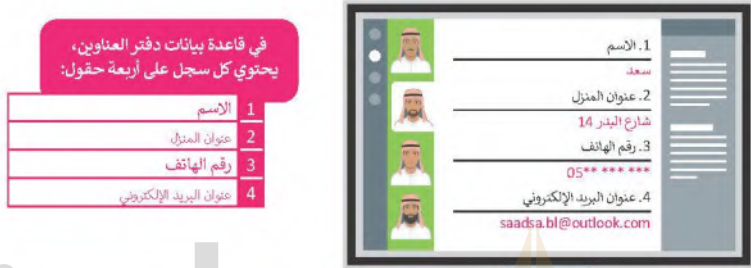 في قاعدة بيانات دفتر العناوين،
يحتوي كل سجل على أربعة حقول:
1 الاسم
2 عنوان المنزل
3 رقم الهاتف
4 عنوان البريد الإلكتروني
1. الاسم
سعد
2. عنوان المنزل
شارع البدر 14
3. رقم الهاتف
05** *** ***
4. عنوان البريد الإلكتروني
saadsa.bl@outlook.com